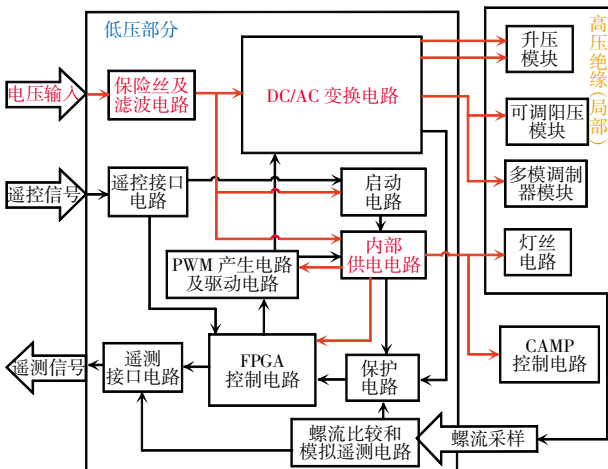 低压部分
高压绝缘(局部)
电压输入
保险丝及
滤波电路
DC/AC 变换电路
升压
模块
可调阳压
模块
多模调制
器模块
遥控信号
遥控接口
电路
启动
电路
内部
供电电路
灯丝
电路
PWM 产生电路
及驱动电路
CAMP
控制电路
遥测信号
遥测
接口电路
FPGA
控制电路
保护
电路
螺流比较和
模拟遥测电路
螺流采样